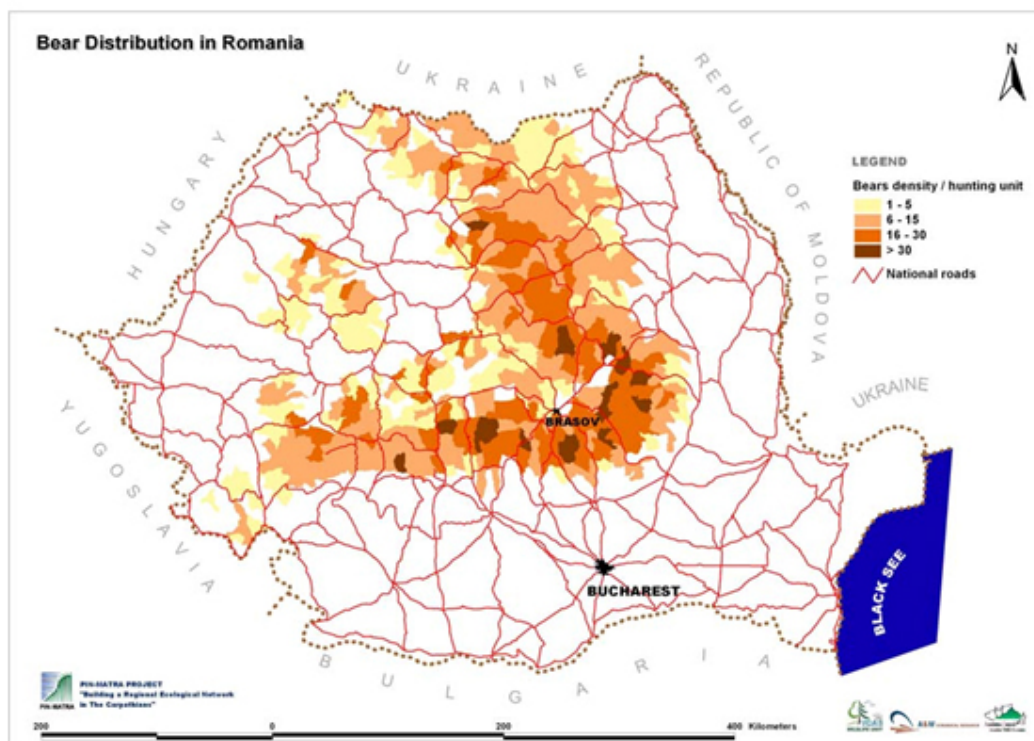 Bear Distribution in Romania
N
UKRAINE
REPUBLIC OF MOLDOVA
HUNGARY
LEGEND
Bears density / hunting unit
1 - 5
6 - 15
16 - 30
> 30
National roads
UKRAINE
YUGOSLAVIA
BRASOV
BUCHAREST
BLACK SEE
BULGARIA
PIN-MATRA PROJECT
"Building a Regional Ecological Network
in The Carpathians"
PIN-MATRA
200 0 200 400 Kilometers